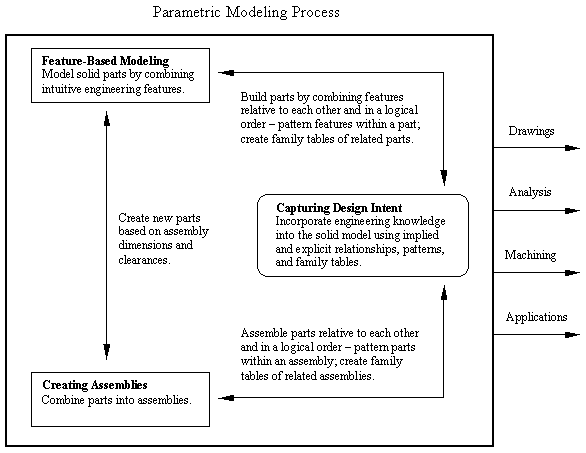 Parametric Modeling Process
Feature-Based Modeling
Model solid parts by combining
intuitive engineering features.
Build parts by combining features
relative to each other and in a logical
order – pattern features within a part;
create family tables of related parts.
Drawings
Analysis
Machining
Applications
Capturing Design Intent
Incorporate engineering knowledge
into the solid model using implied
and explicit relationships, patterns,
and family tables.
Create new parts
based on assembly
dimensions and
clearances.
Assemble parts relative to each other
and in a logical order – pattern parts
within an assembly; create family
tables of related assemblies.
Creating Assemblies
Combine parts into assemblies.